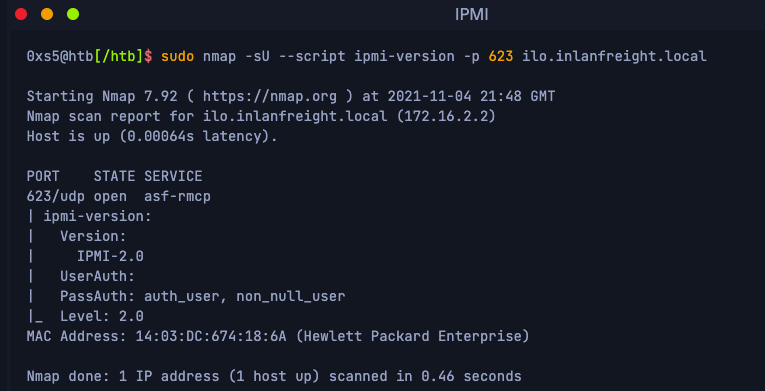 IPMI
0xs5@htb[/htb]$ sudo nmap -sU --script ipmi-version -p 623 ilo.inlanfreight.local
Starting Nmap 7.92 ( https://nmap.org ) at 2021-11-04 21:48 GMT
Nmap scan report for ilo.inlanfreight.local (172.16.2.2)
Host is up (0.00064s latency).
PORT    STATE SERVICE
623/udp open  asf-rmcp
| ipmi-version:
|   Version:
|     IPMI-2.0
|   UserAuth:
|   PassAuth: auth_user, non_null_user
|_  Level: 2.0
MAC Address: 14:03:DC:674:18:6A (Hewlett Packard Enterprise)
Nmap done: 1 IP address (1 host up) scanned in 0.46 seconds